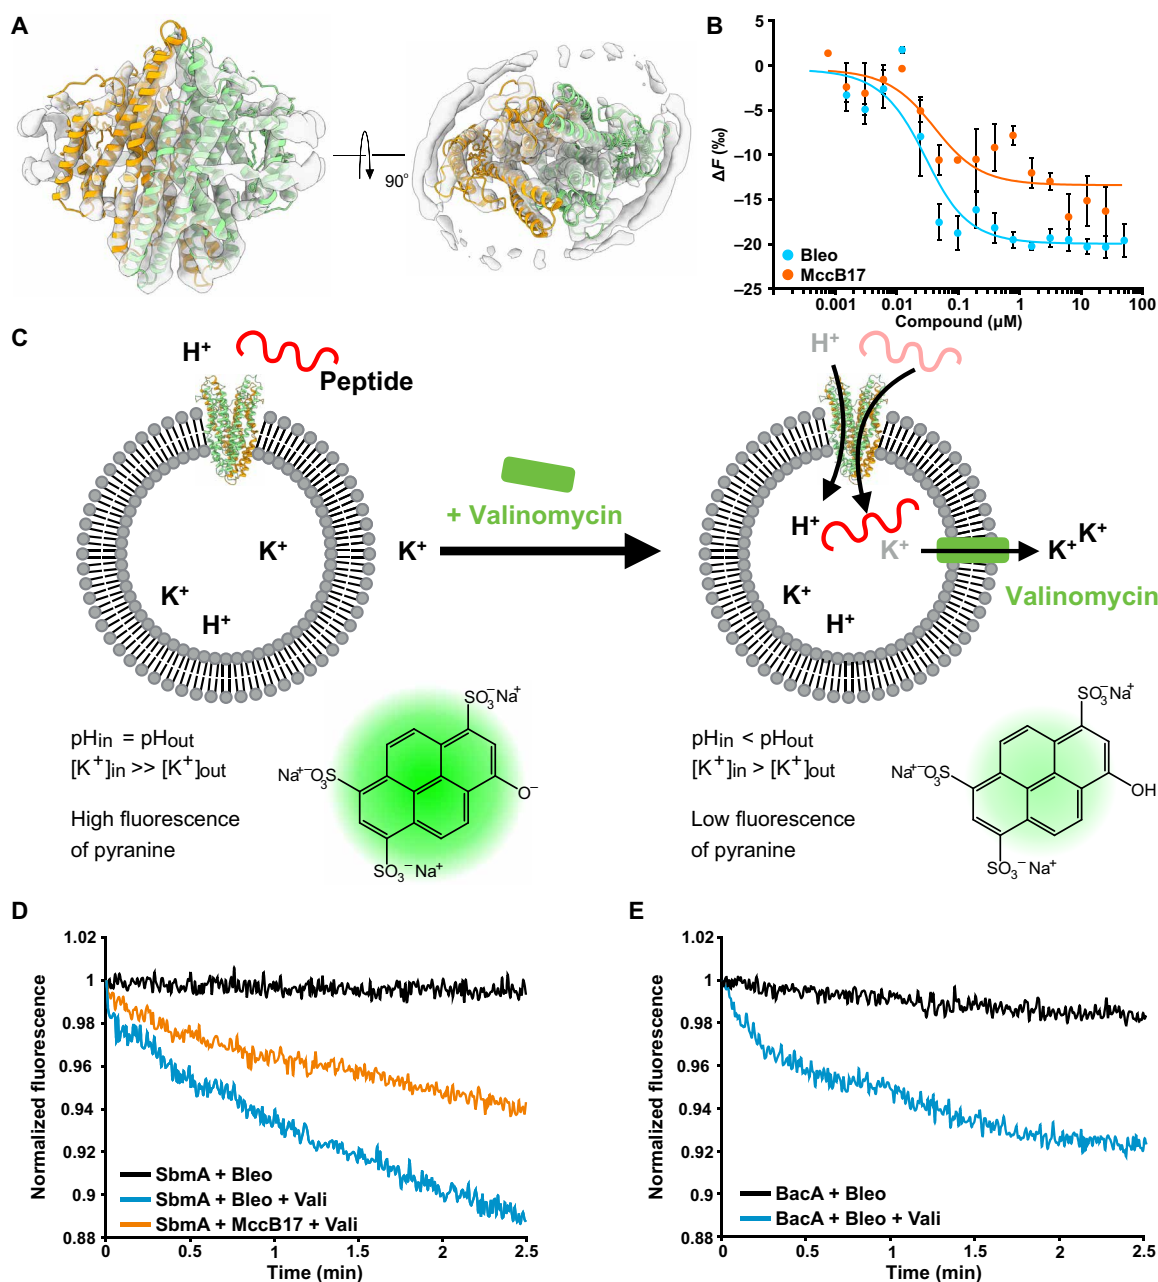 A
90°
B
5
0
–5
–10
–15
–20
–25
ΔF (‰)
Bleo
MccB17
0.001 0.01 0.1 1 10 100
Compound (µM)
C
H+
Peptide
K+
K+
H+
K+
+ Valinomycin
H+
H+
K+
K+
H+
K+ K+
Valinomycin
pHin = pHout
[K+]in >> [K+]out
High fluorescence
of pyranine
SO3–Na+
Na+–O3S
O–
SO3–Na+
pHin < pHout
[K+]in > [K+]out
Low fluorescence
of pyranine
SO3–Na+
Na+–O3S
OH
SO3–Na+
D
1.02
1
0.98
0.96
0.94
0.92
0.9
0.88
Normalized fluorescence
SbmA + Bleo
SbmA + Bleo + Vali
SbmA + MccB17 + Vali
0 0.5 1 1.5 2 2.5
Time (min)
E
1.02
1
0.98
0.96
0.94
0.92
0.9
0.88
Normalized fluorescence
BacA + Bleo
BacA + Bleo + Vali
0 0.5 1 1.5 2 2.5
Time (min)